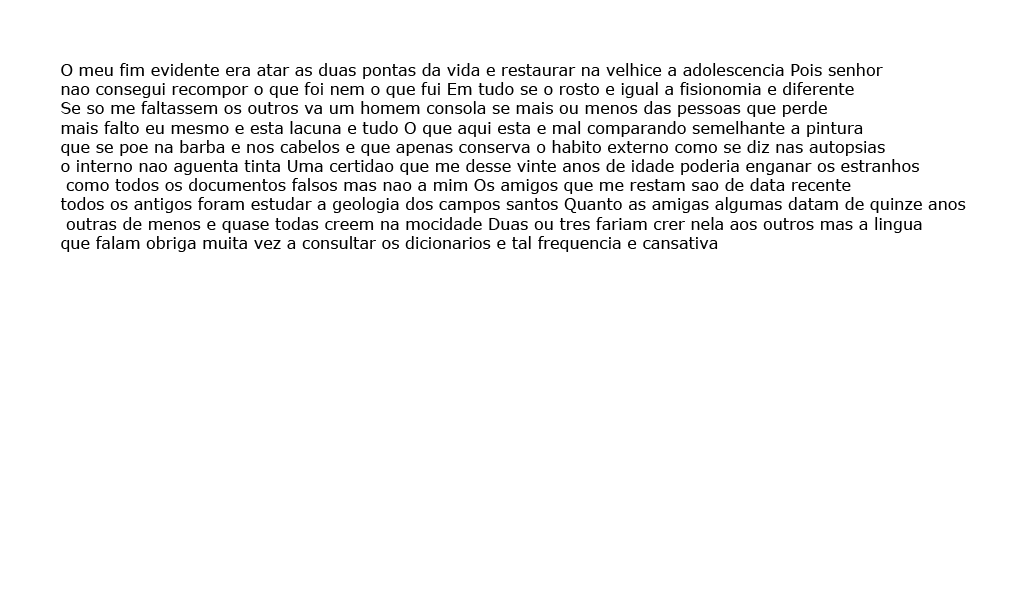 O meu fim evidente era atar as duas pontas da vida e restaurar na velhice a adolescencia Pois senhor
nao consegui recompor o que foi nem o que fui Em tudo se o rosto e igual a fisionomia e diferente
Se so me faltassem os outros va um homem consola se mais ou menos das pessoas que perde
mais falto eu mesmo e esta lacuna e tudo O que aqui esta e mal comparando semelhante a pintura
que se poe na barba e nos cabelos e que apenas conserva o habito externo como se diz nas autopsias
o interno nao aguenta tinta Uma certidao que me desse vinte anos de idade poderia enganar os estranhos
como todos os documentos falsos mas nao a mim Os amigos que me restam sao de data recente
todos os antigos foram estudar a geologia dos campos santos Quanto as amigas algumas datam de quinze anos
outras de menos e quase todas creem na mocidade Duas ou tres fariam crer nela aos outros mas a lingua
que falam obriga muita vez a consultar os dicionarios e tal frequencia e cansativa